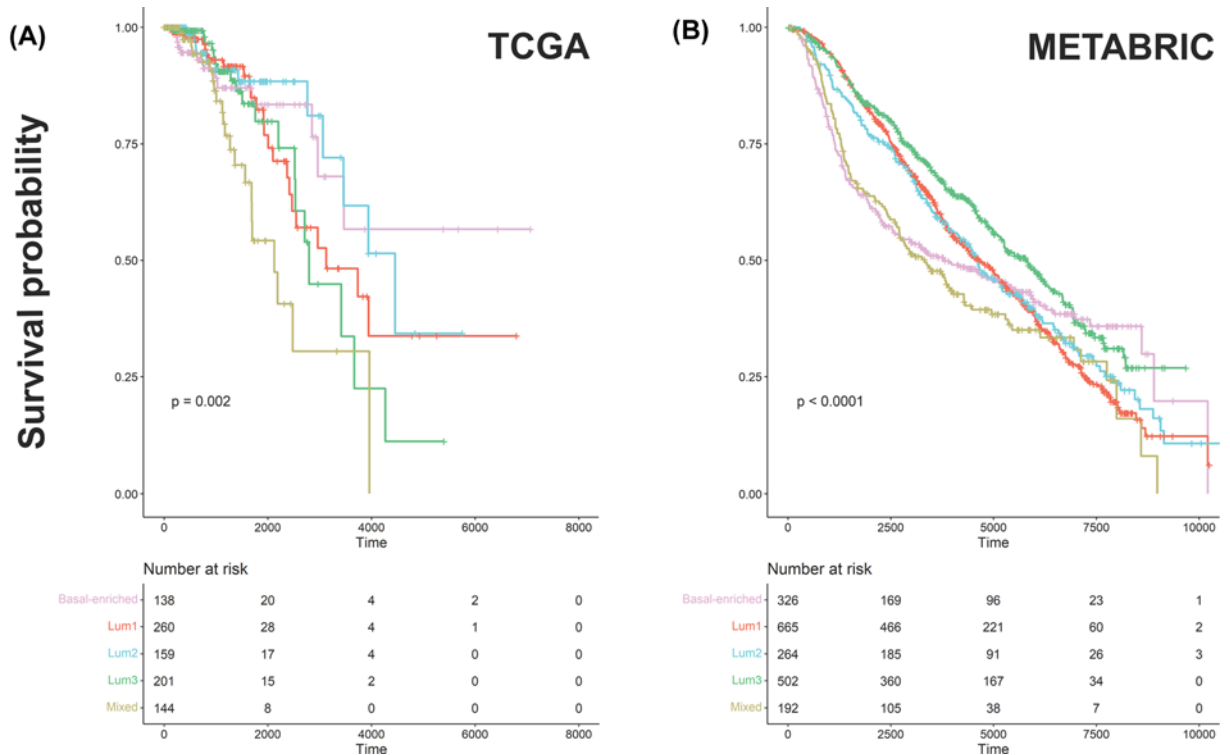 (A)
TCGA
Survival probability
1.00
0.75
0.50
0.25
0.00
p = 0.002
0 2000 4000 6000 8000
Time
Number at risk
Basal-enriched 138 20 4 2 0
Lum1 260 28 4 1 0
Lum2 159 17 4 0 0
Lum3 201 15 2 0 0
Mixed 144 8 0 0 0
0 2000 4000 6000 8000
Time
(B)
METABRIC
1.00
0.75
0.50
0.25
0.00
p < 0.0001
0 2500 5000 7500 10000
Time
Number at risk
Basal-enriched 326 169 96 23 1
Lum1 665 466 221 60 2
Lum2 264 185 91 26 3
Lum3 502 360 167 34 0
Mixed 192 105 38 7 0
0 2500 5000 7500 10000
Time